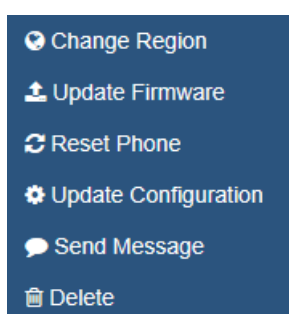 Change Region
Update Firmware
Reset Phone
Update Configuration
Send Message
Delete